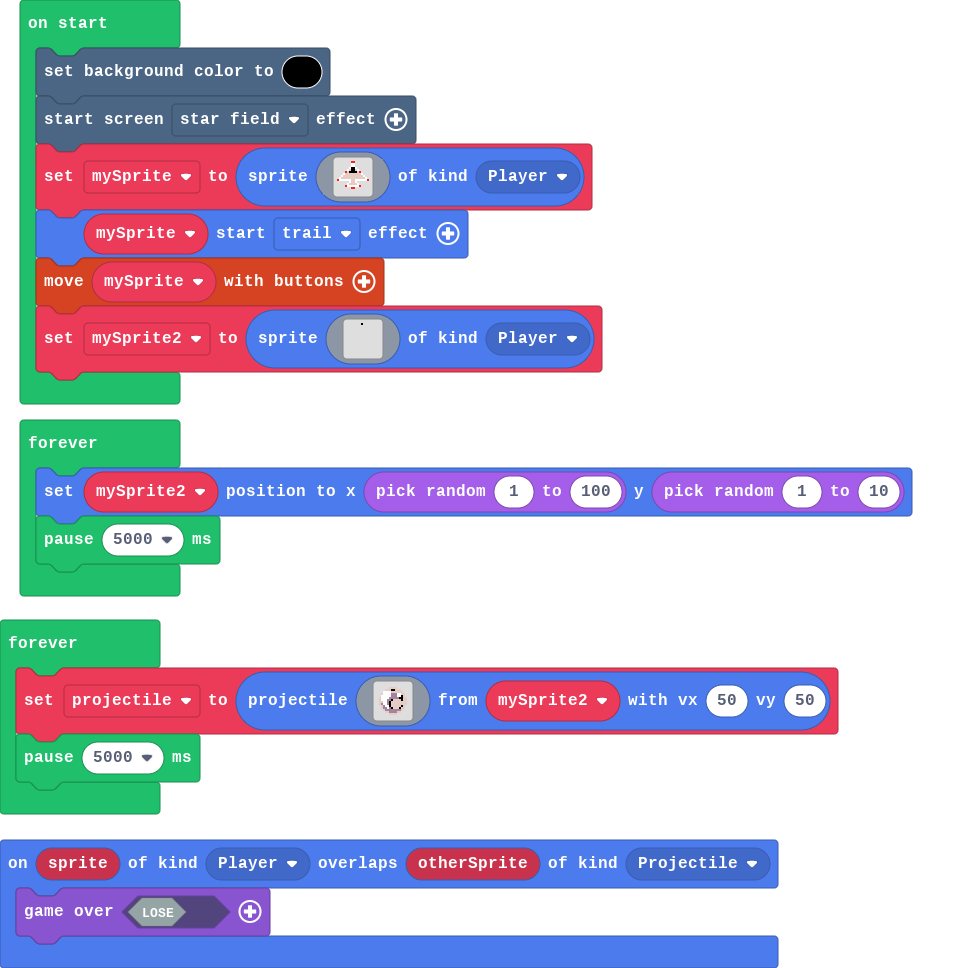 on start
set background color to
start screen star field effect
set mySprite to sprite of kind Player
mySprite start trail effect
move mySprite with buttons
set mySprite2 to sprite of kind Player
forever
set mySprite2 position to x pick random 1 to 100 y pick random 1 to 10
pause 5000 ms
forever
set projectile to projectile from mySprite2 with vx 50 vy 50
pause 5000 ms
on sprite of kind Player overlaps otherSprite of kind Projectile
game over LOSE